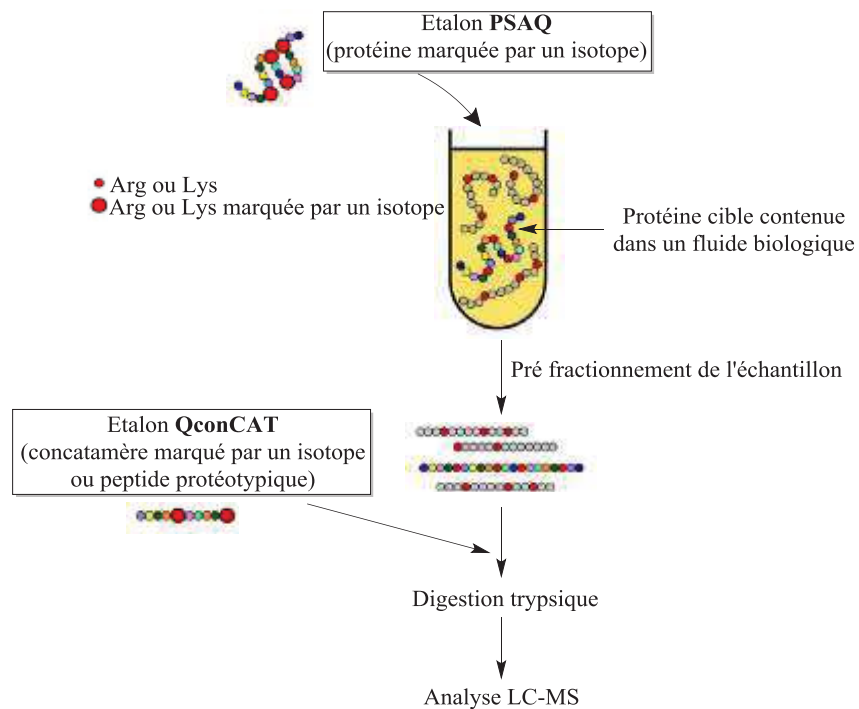 Etalon PSAQ
(protéine marquée par un isotope)
Arg ou Lys
Arg ou Lys marquée par un isotope
Protéine cible contenue
dans un fluide biologique
Pré fractionnement de l'échantillon
Etalon QconCAT
(concatamère marqué par un isotope
ou peptide protéotypique)
Digestion trypsique
Analyse LC-MS